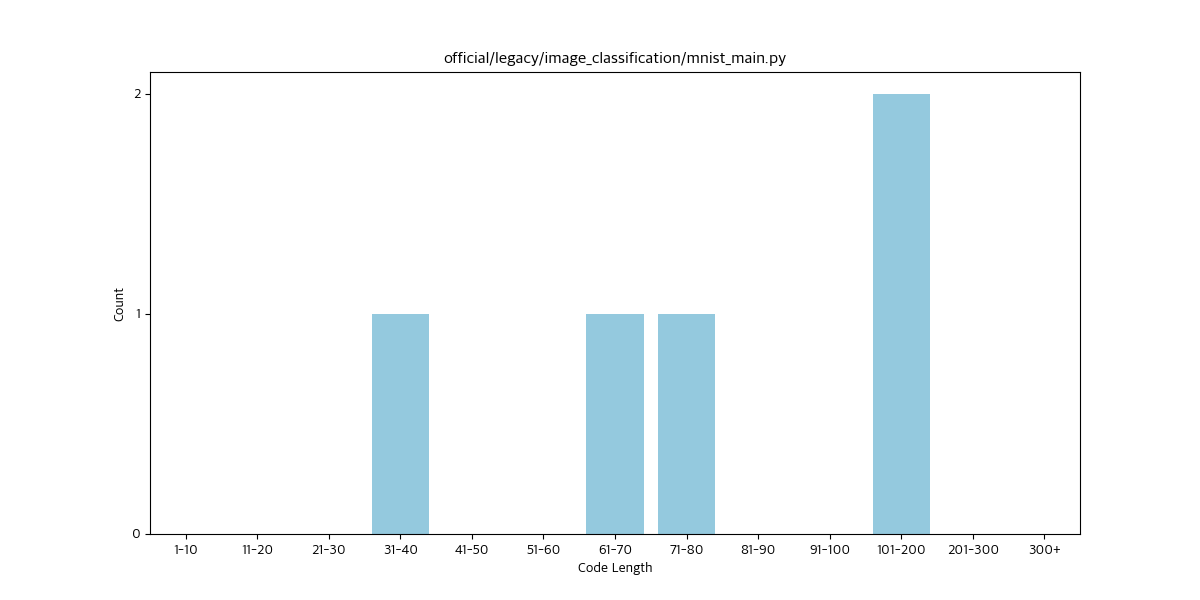 official/legacy/image_classification/mnist_main.py
2
1
0
Count
1-10 11-20 21-30 31-40 41-50 51-60 61-70 71-80 81-90 91-100 101-200 201-300 300+
Code Length